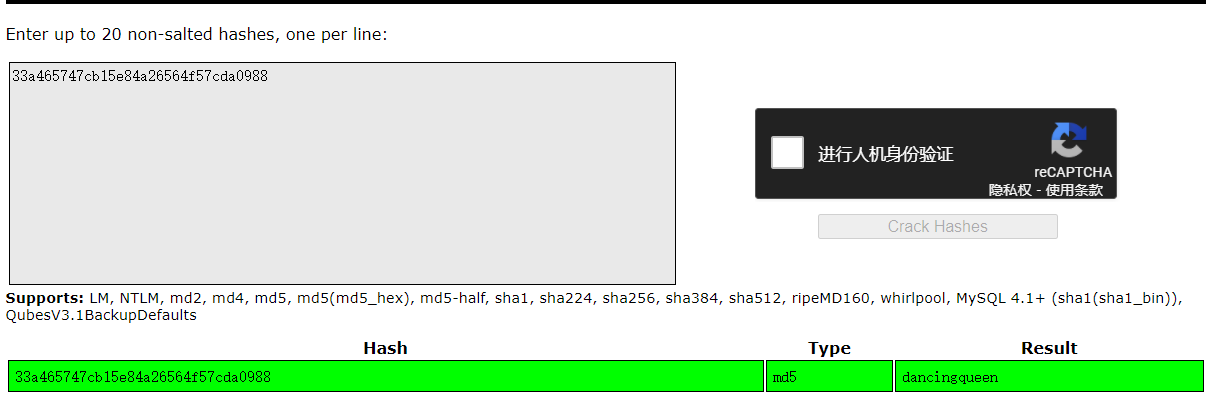 Enter up to 20 non-salted hashes, one per line:
33a465747cb15e84a26564f57cda0988
进行人机身份验证
reCAPTCHA
隐私权 - 使用条款
Crack Hashes
Supports: LM, NTLM, md2, md4, md5, md5(md5_hex), md5-half, sha1, sha224, sha256, sha384, sha512, ripeMD160, whirlpool, MySQL 4.1+ (sha1(sha1_bin)),
QubesV3.1BackupDefaults
Hash Type Result
33a465747cb15e84a26564f57cda0988 md5 dancingqueen